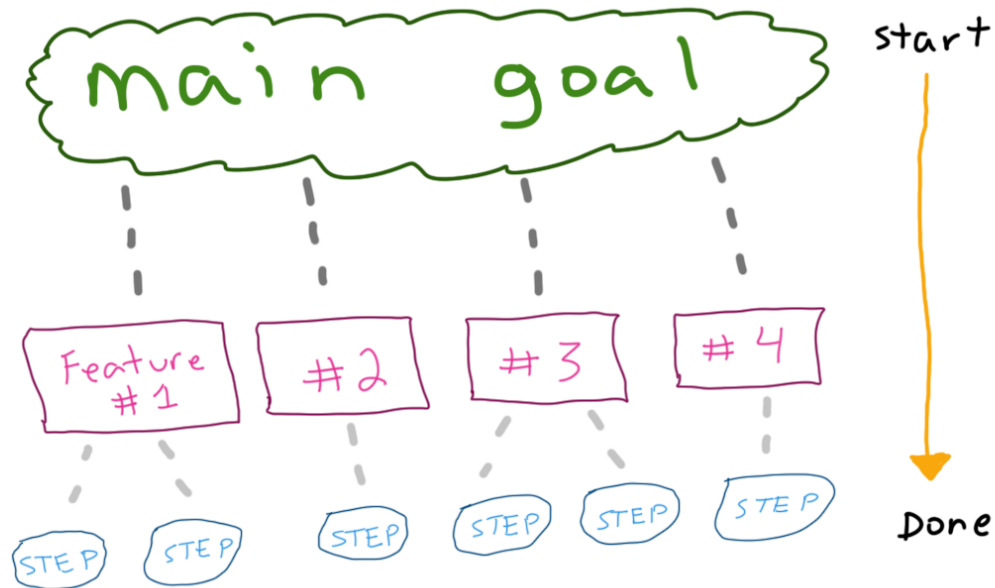 main goal
start
Feature
#1
#2
#3
#4
STEP
STEP
STEP
STEP
STEP
STEP
Done